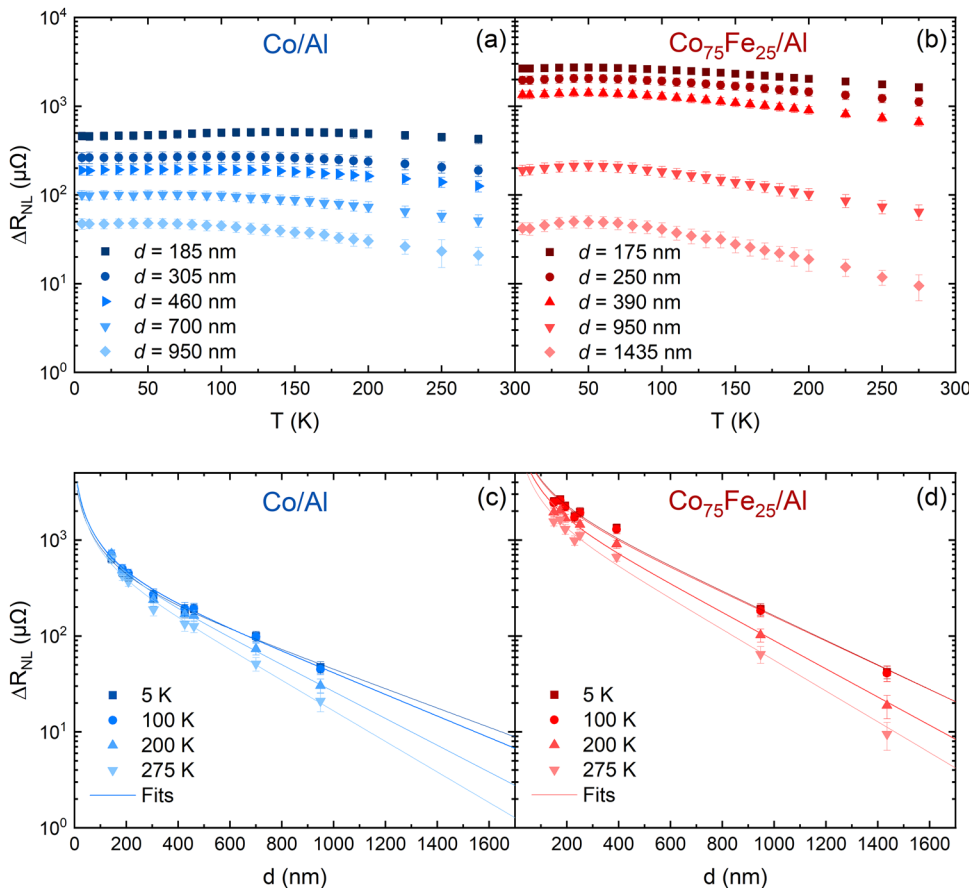 Co/Al
(a)
Co75Fe25/Al
(b)
10^4
10^3
10^2
10^1
10^0
ΔR_NL (μΩ)
d = 185 nm
d = 305 nm
d = 460 nm
d = 700 nm
d = 950 nm
d = 175 nm
d = 250 nm
d = 390 nm
d = 950 nm
d = 1435 nm
0 50 100 150 200 250 300 0 50 100 150 200 250 300
T (K)
T (K)
Co/Al
(c)
Co75Fe25/Al
(d)
10^3
10^2
10^1
10^0
ΔR_NL (μΩ)
5 K
100 K
200 K
275 K
Fits
5 K
100 K
200 K
275 K
Fits
0 200 400 600 800 1000 1200 1400 1600
200 400 600 800 1000 1200 1400 1600
d (nm)
d (nm)